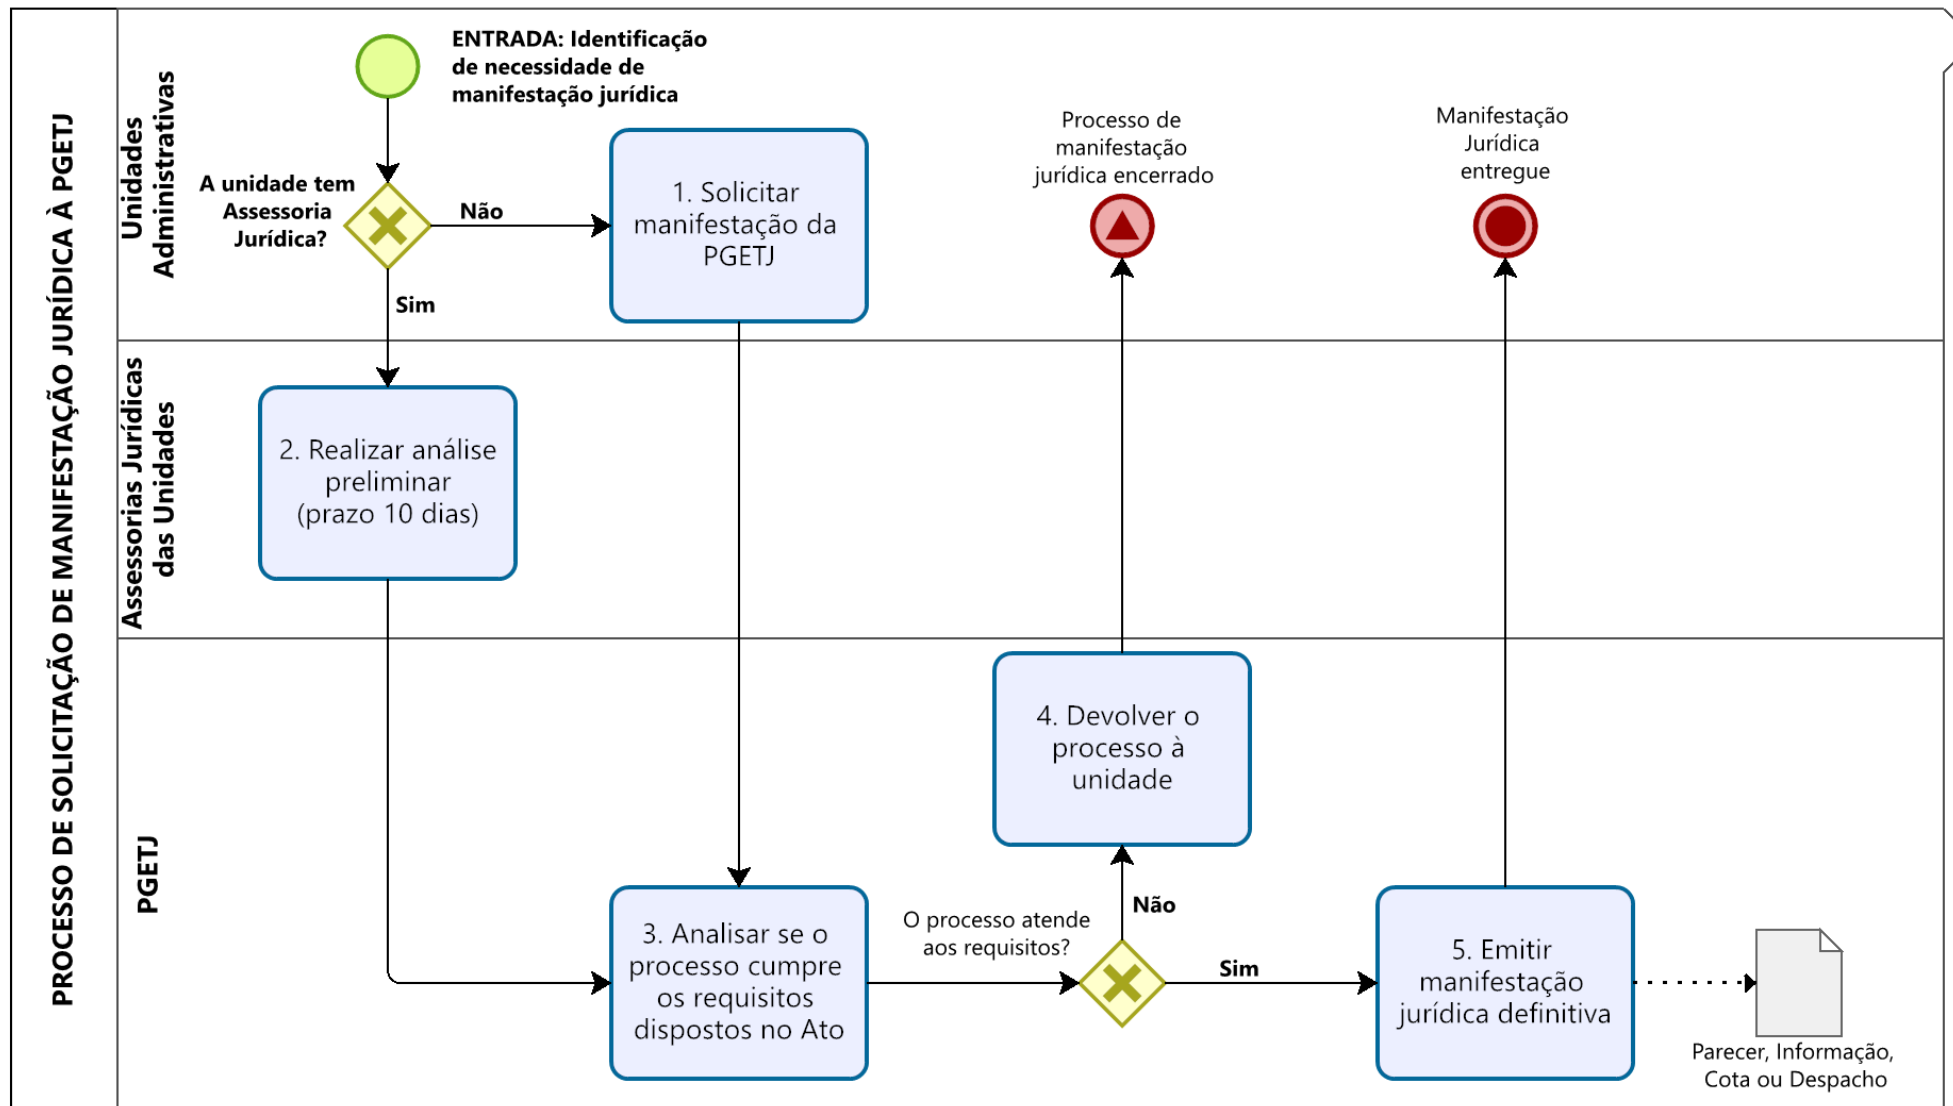 PROCESSO DE SOLICITAÇÃO DE MANIFESTAÇÃO JURÍDICA À PGETJ
Unidades
Administrativas
ENTRADA: Identificação
de necessidade de
manifestação jurídica
A unidade tem
Assessoria
Jurídica?
Não
Sim
1. Solicitar
manifestação da
PGETJ
Processo de
manifestação
jurídica encerrado
Manifestação
Jurídica
entregue
Assessorias Jurídicas
das Unidades
2. Realizar análise
preliminar
(prazo 10 dias)
PGETJ
3. Analisar se o
processo cumpre
os requisitos
dispostos no Ato
O processo atende
aos requisitos?
Não
Sim
4. Devolver o
processo à
unidade
5. Emitir
manifestação
jurídica definitiva
Parecer, Informação,
Cota ou Despacho